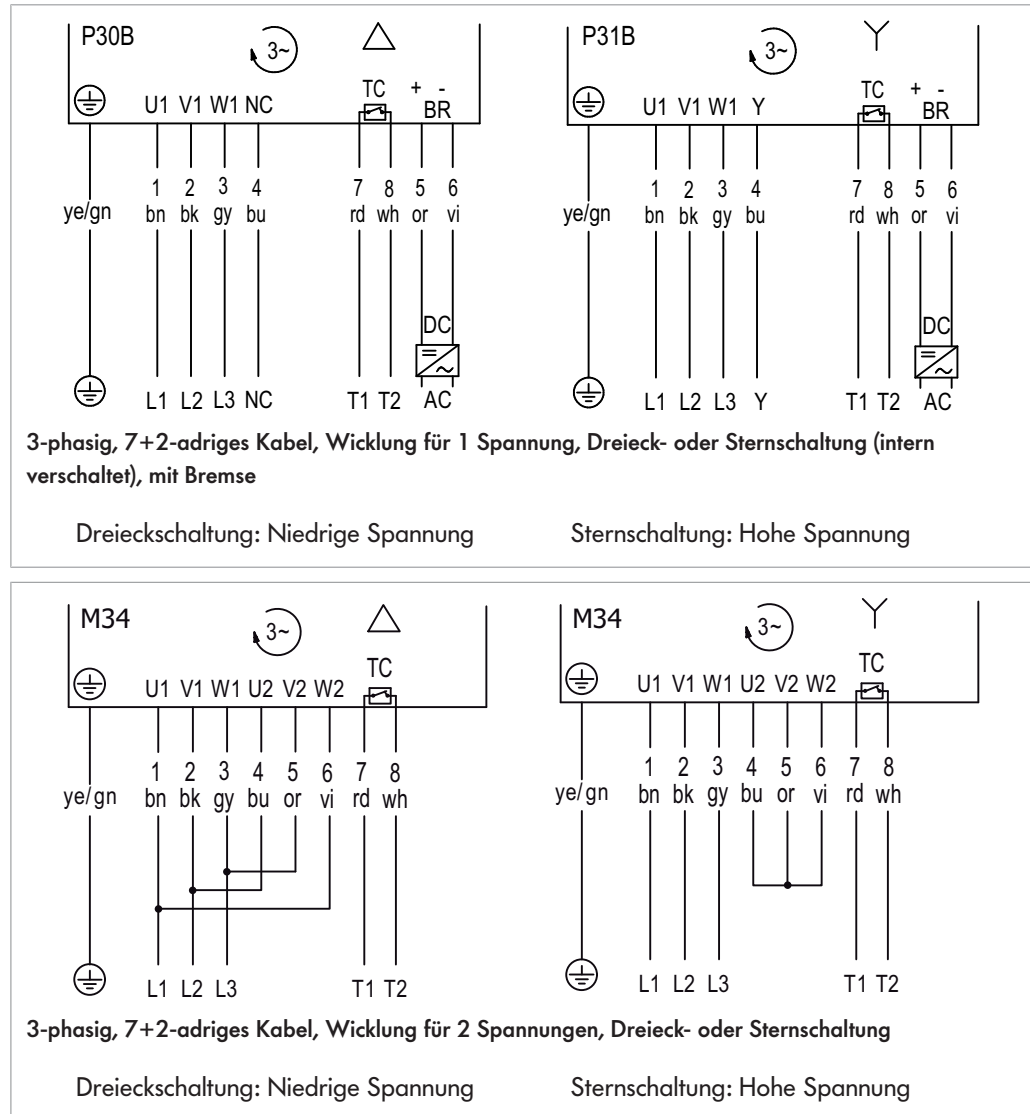 P30B
3~
TC
+ -
U1 V1 W1 NC
BR
1 2 3 4 7 8 5 6
ye/gn bn bk gy bu rd wh or vi
DC
= ~
L1 L2 L3 NC T1 T2 AC
P31B
3~
TC
+ -
U1 V1 W1 Y
BR
1 2 3 4 7 8 5 6
ye/gn bn bk gy bu rd wh or vi
DC
= ~
L1 L2 L3 Y T1 T2 AC
3-phasig, 7+2-adriges Kabel, Wicklung für 1 Spannung, Dreieck- oder Sternschaltung (intern
verschaltet), mit Bremse
Dreieckschaltung: Niedrige Spannung
Sternschaltung: Hohe Spannung
M34
3~
TC
U1 V1 W1 U2 V2 W2
1 2 3 4 5 6 7 8
ye/gn bn bk gy bu or vi rd wh
L1 L2 L3 T1 T2
M34
3~
TC
U1 V1 W1 U2 V2 W2
1 2 3 4 5 6 7 8
ye/gn bn bk gy bu or vi rd wh
L1 L2 L3 T1 T2
3-phasig, 7+2-adriges Kabel, Wicklung für 2 Spannungen, Dreieck- oder Sternschaltung
Dreieckschaltung: Niedrige Spannung
Sternschaltung: Hohe Spannung